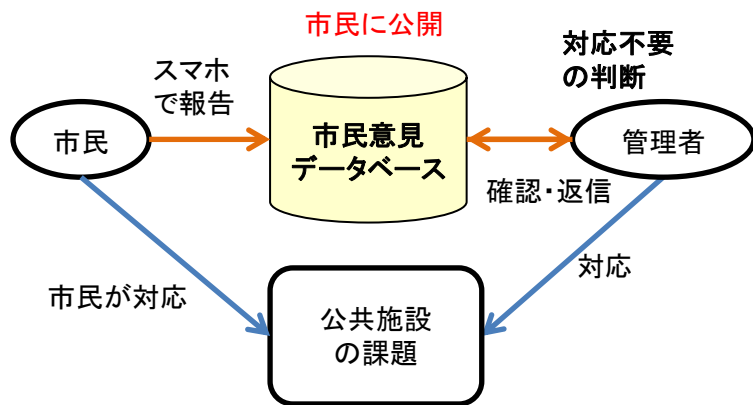 市民に公開
対応不要
の判断
スマホ
で報告
市民
市民意見
データベース
管理者
確認・返信
市民が対応
対応
公共施設
の課題